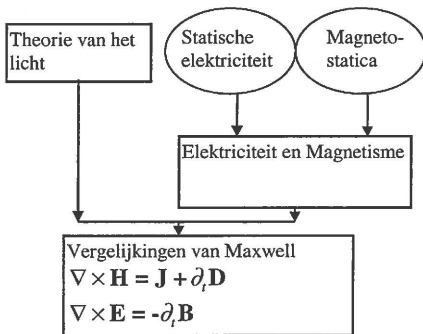 Theorie van het
licht
Statische
elektriciteit
Magneto-
statica
Elektriciteit en Magnetisme
Vergelijkingen van Maxwell
∇ × H = J + ∂ₜD
∇ × E = -∂ₜB